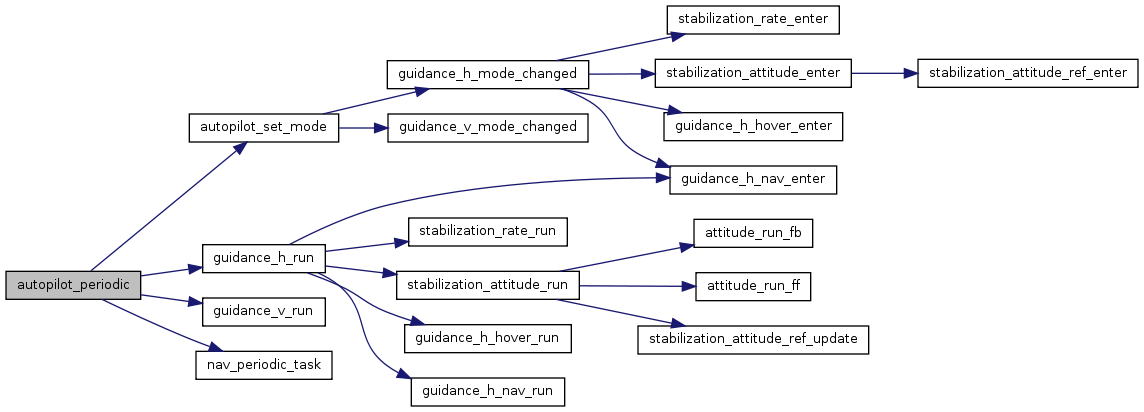 stabilization_rate_enter
guidance_h_mode_changed
stabilization_attitude_enter
stabilization_attitude_ref_enter
autopilot_set_mode
guidance_v_mode_changed
guidance_h_hover_enter
guidance_h_nav_enter
stabilization_rate_run
attitude_run_fb
guidance_h_run
autopilot_periodic
stabilization_attitude_run
attitude_run_ff
guidance_v_run
guidance_h_hover_run
stabilization_attitude_ref_update
nav_periodic_task
guidance_h_nav_run